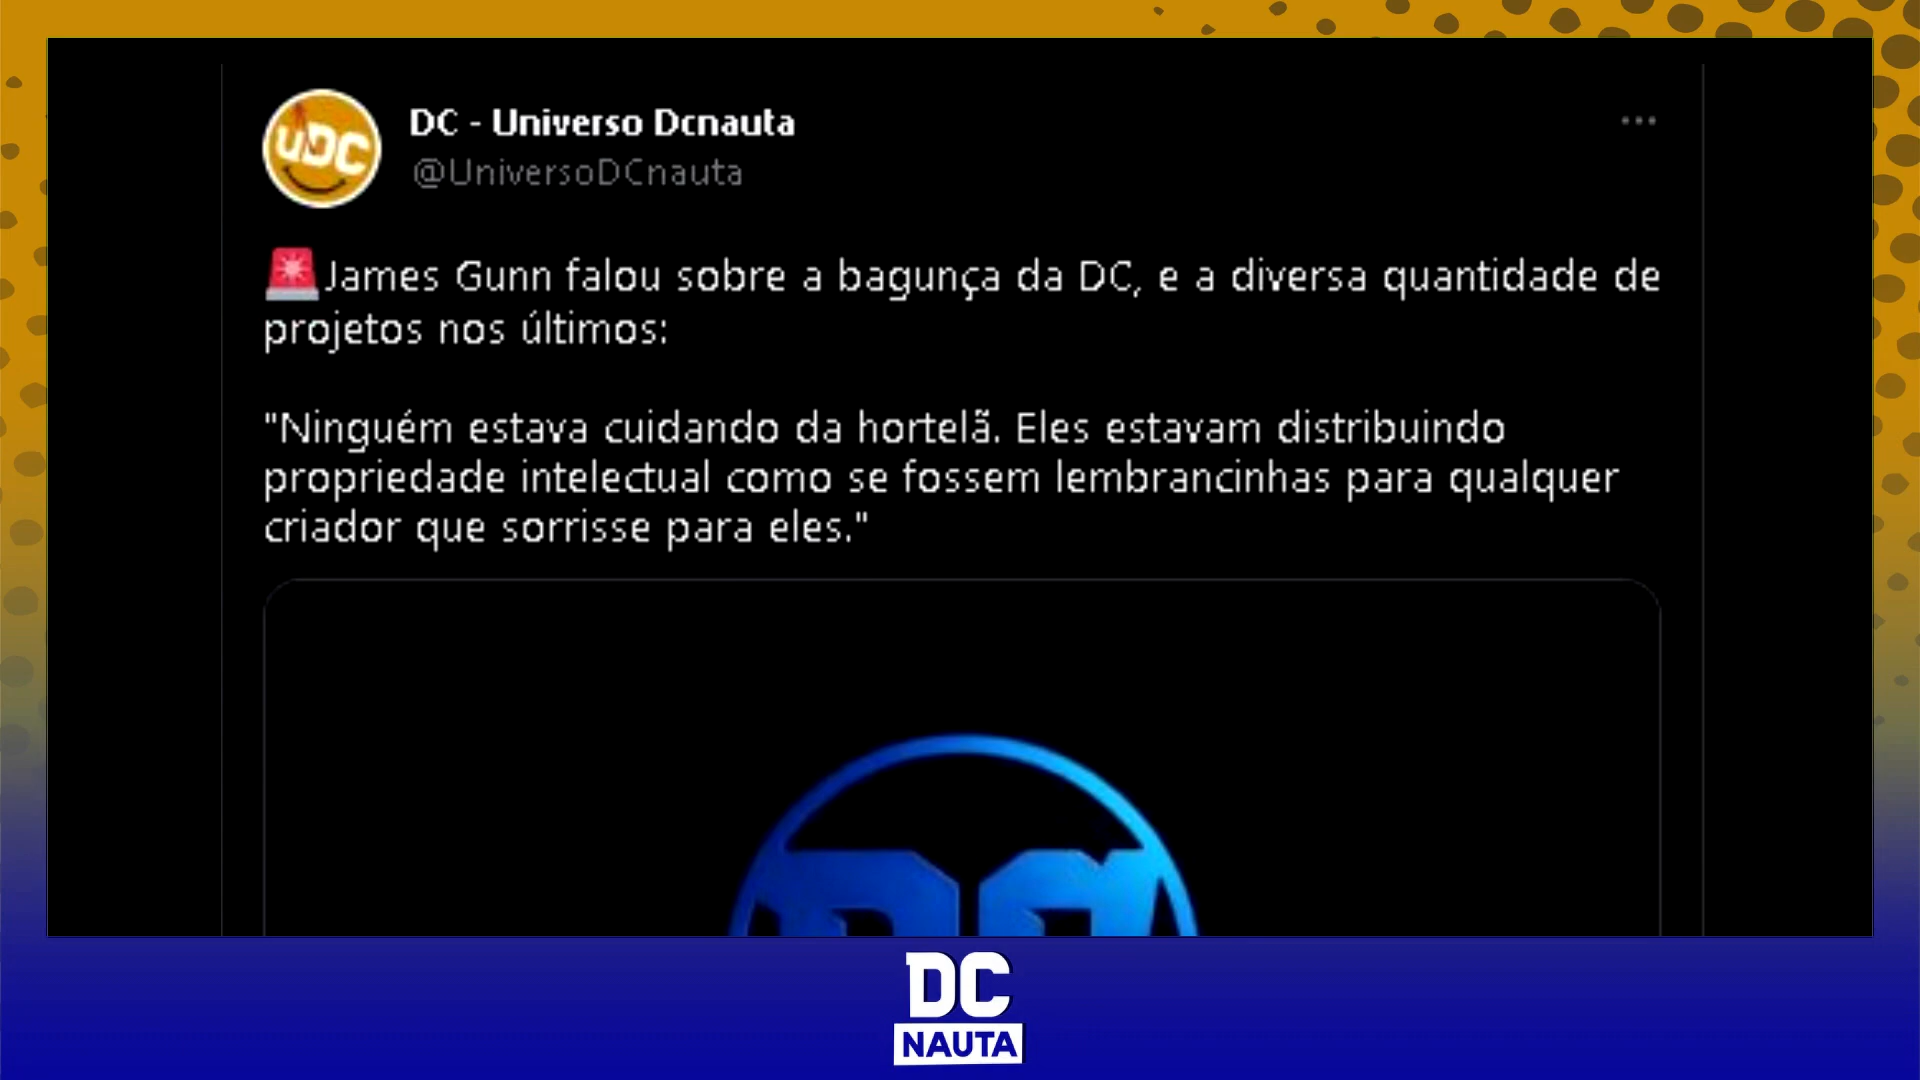 uDC
DC - Universo Dcnauta
@UniversoDCnauta
🚨James Gunn falou sobre a bagunça da DC, e a diversa quantidade de
projetos nos últimos:
"Ninguém estava cuidando da hortelã. Eles estavam distribuindo
propriedade intelectual como se fossem lembrancinhas para qualquer
criador que sorrisse para eles."
DC
DC
NAUTA